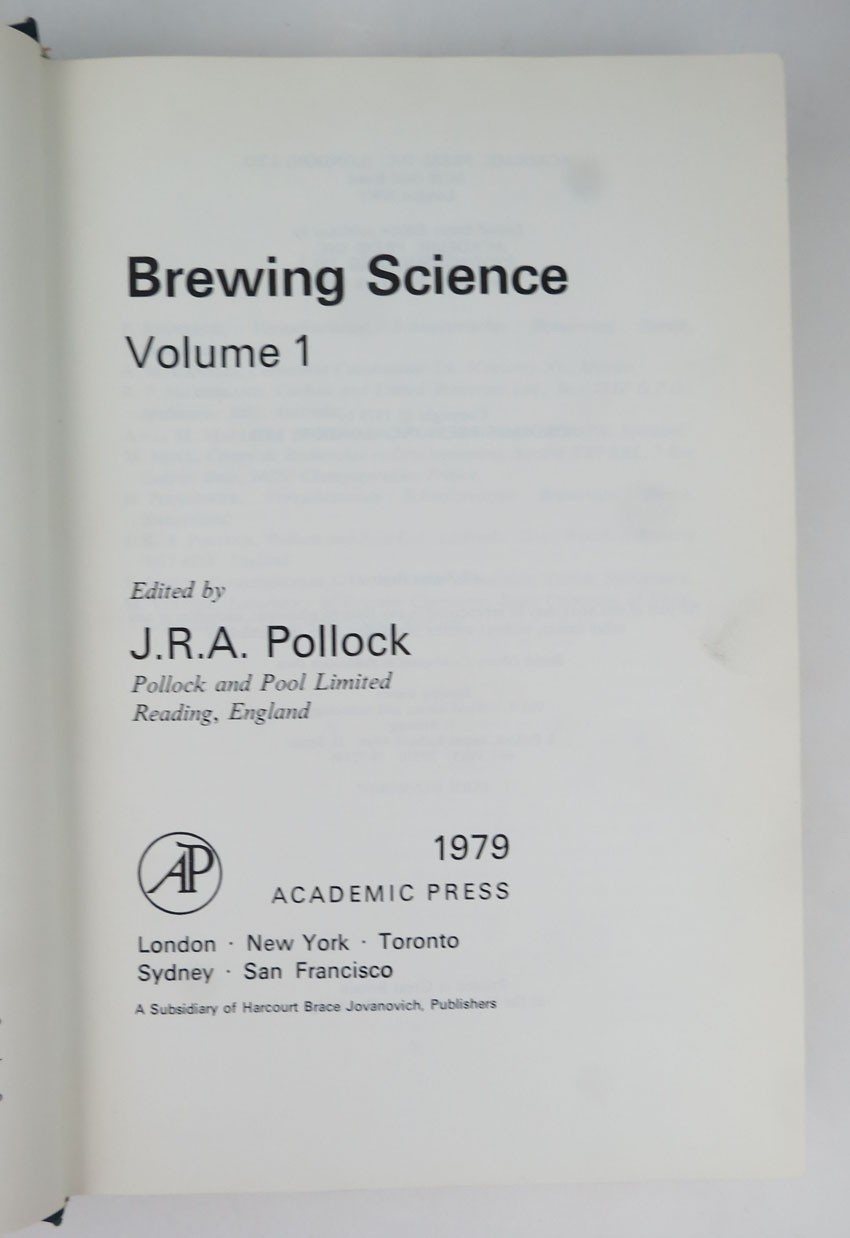 Brewing Science
Volume 1
Edited by
J.R.A. Pollock
Pollock and Pool Limited
Reading, England
AP
1979
ACADEMIC PRESS
London · New York · Toronto
Sydney · San Francisco
A Subsidiary of Harcourt Brace Jovanovich, Publishers